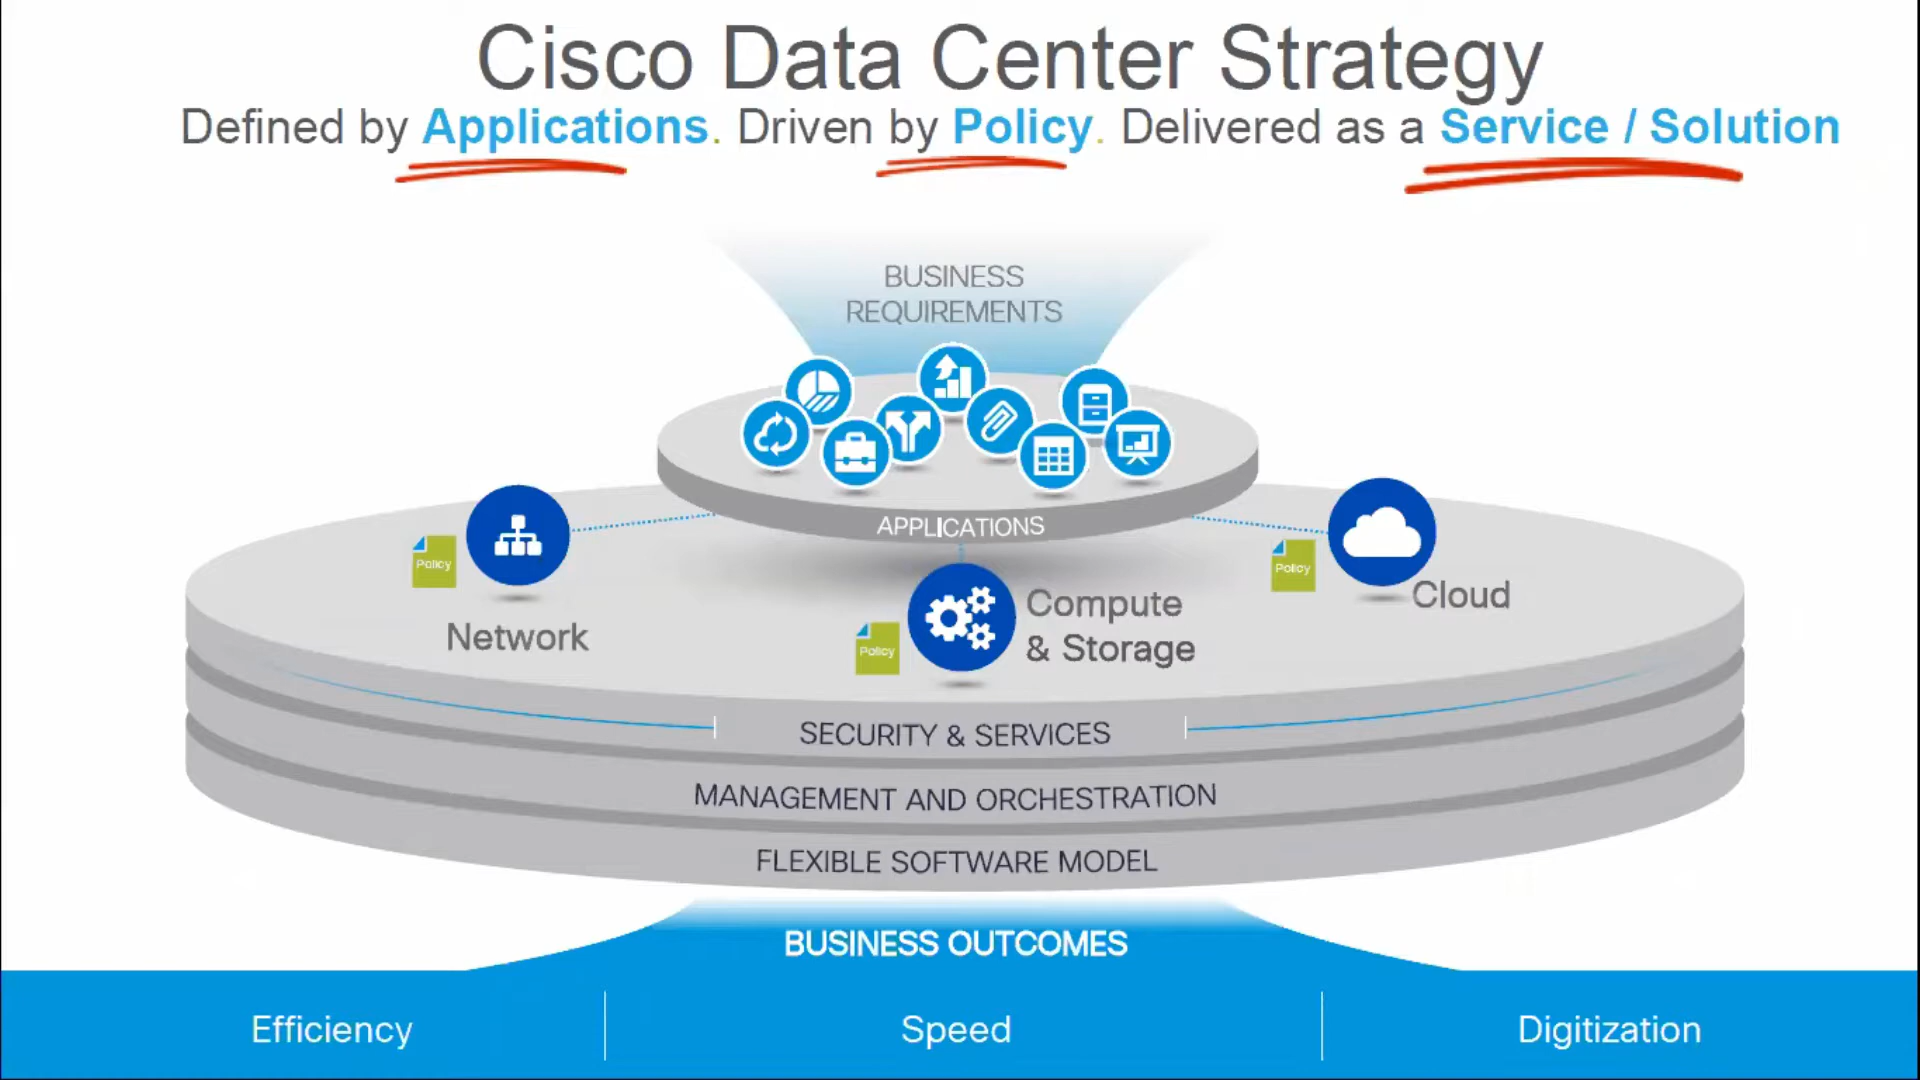 Cisco Data Center Strategy
Defined by Applications. Driven by Policy. Delivered as a Service / Solution
BUSINESS
REQUIREMENTS
APPLICATIONS
Policy
Network
Policy
Compute
& Storage
Policy
Cloud
SECURITY & SERVICES
MANAGEMENT AND ORCHESTRATION
FLEXIBLE SOFTWARE MODEL
BUSINESS OUTCOMES
Efficiency
Speed
Digitization